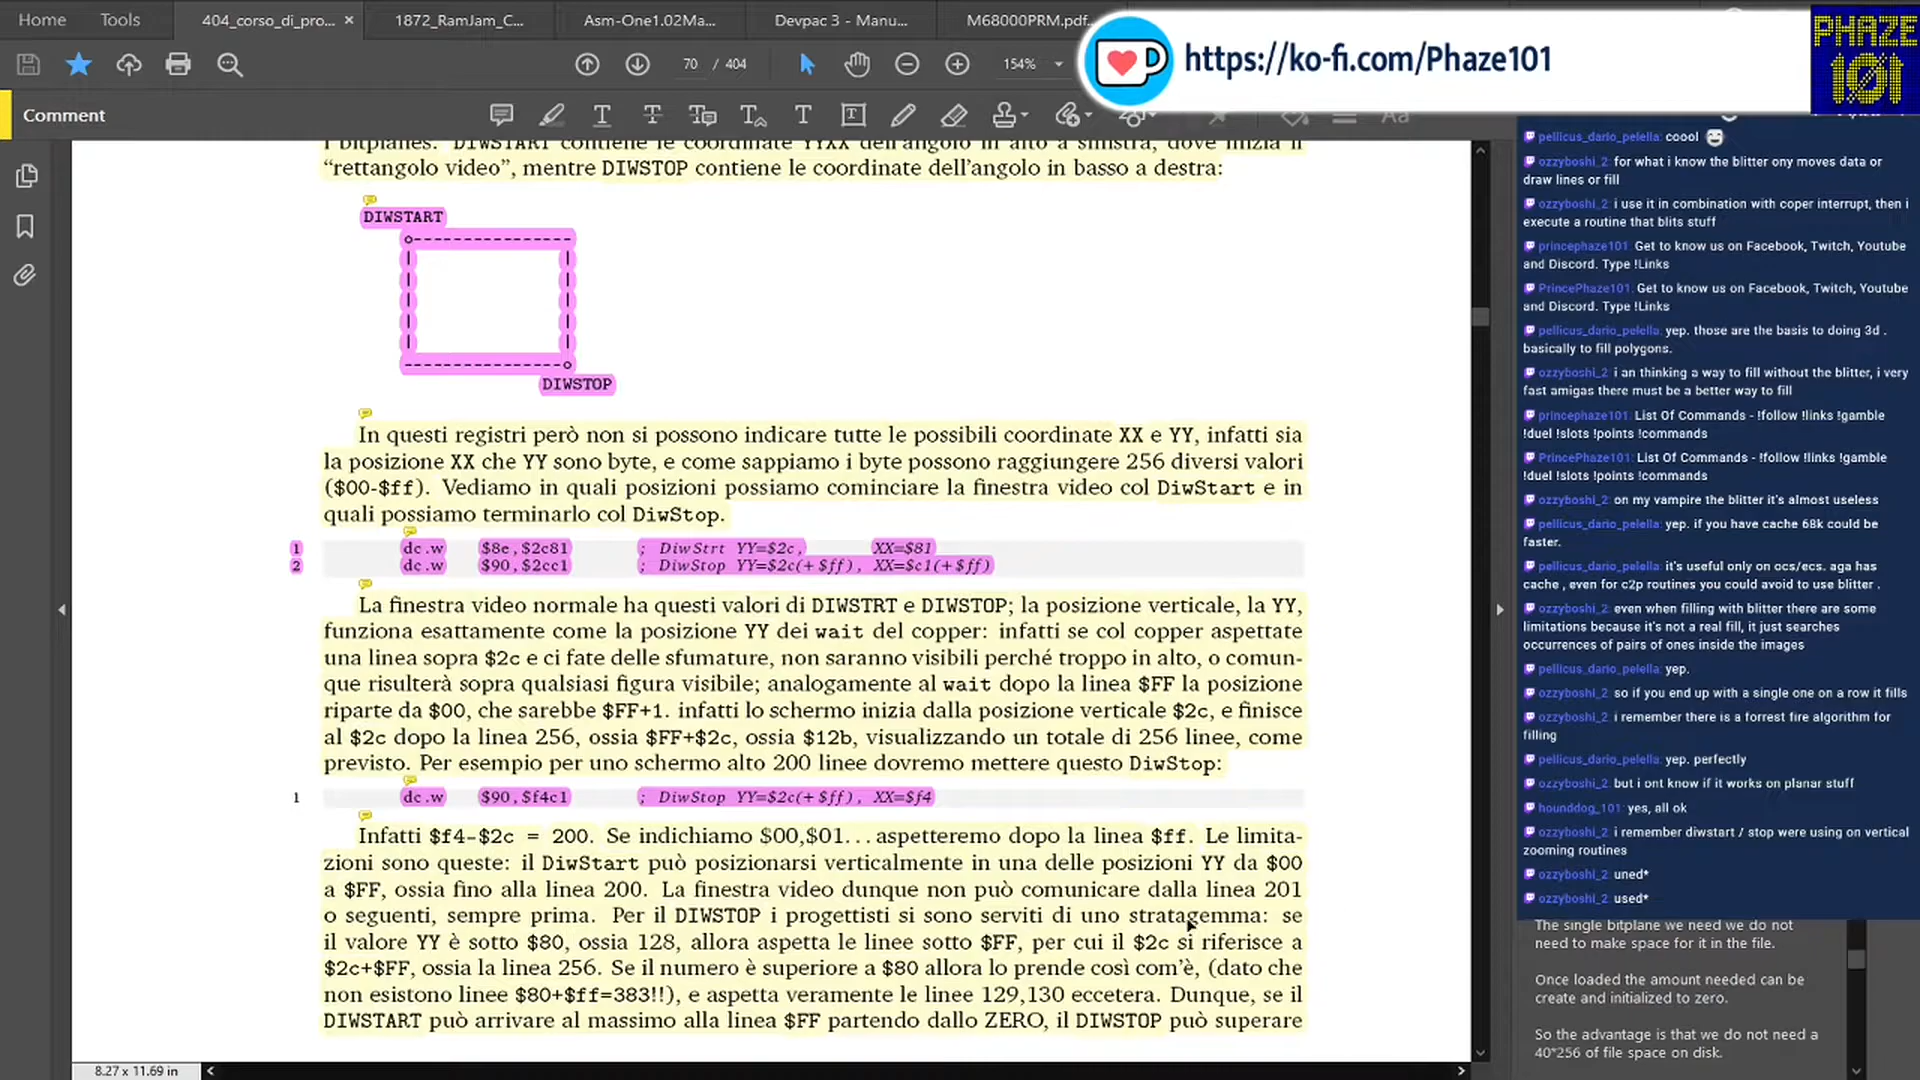 Home
Tools
404_corso_di_pro...
1872_RamJam_C...
Asm-One1.02Ma...
Devpac 3 - Manu...
M68000PRM.pdf
https://ko-fi.com/Phaze101
PHAZE
101
70 / 404
154%
Comment
“rettangolo video”, mentre DIWSTOP contiene le coordinate dell’angolo in basso a destra:
DIWSTART
DIWSTOP
In questi registri però non si possono indicare tutte le possibili coordinate XX e YY, infatti sia
la posizione XX che YY sono byte, e come sappiamo i byte possono raggiungere 256 diversi valori
($00-$ff). Vediamo in quali posizioni possiamo cominciare la finestra video col DiwStart e in
quali possiamo terminarlo col DiwStop.
1 dc.w $8e,$2c81 ; DiwStrt YY=$2c, XX=$81
2 dc.w $90,$2cc1 ; DiwStop YY=$2c(+$ff), XX=$c1(+$ff)
La finestra video normale ha questi valori di DIWSTRT e DIWSTOP; la posizione verticale, la YY,
funziona esattamente come la posizione YY dei wait del copper: infatti se col copper aspettate
una linea sopra $2c e ci fate delle sfumature, non saranno visibili perché troppo in alto, o comun-
que risulterà sopra qualsiasi figura visibile; analogamente al wait dopo la linea $FF la posizione
riparte da $00, che sarebbe $FF+1. infatti lo schermo inizia dalla posizione verticale $2c, e finisce
al $2c dopo la linea 256, ossia $FF+$2c, ossia $12b, visualizzando un totale di 256 linee, come
previsto. Per esempio per uno schermo alto 200 linee dovremo mettere questo DiwStop:
1 dc.w $90,$f4c1 ; DiwStop YY=$2c(+$ff), XX=$f4
Infatti $f4-$2c = 200. Se indichiamo $00,$01... aspetteremo dopo la linea $ff. Le limita-
zioni sono queste: il DiwStart può posizionarsi verticalmente in una delle posizioni YY da $00
a $FF, ossia fino alla linea 200. La finestra video dunque non può comunicare dalla linea 201
o seguenti, sempre prima. Per il DIWSTOP i progettisti si sono serviti di uno stratagemma: se
il valore YY è sotto $80, ossia 128, allora aspetta le linee sotto $FF, per cui il $2c si riferisce a
$2c+$FF, ossia la linea 256. Se il numero è superiore a $80 allora lo prende così com’è, (dato che
non esistono linee $80+$ff=383!!), e aspetta veramente le linee 129,130 eccetera. Dunque, se il
DIWSTART può arrivare al massimo alla linea $FF partendo dallo ZERO, il DIWSTOP può superare
8.27 x 11.69 in
pellicus_dario_pelella: coool
ozzyboshi_2: for what i know the blitter ony moves data or
draw lines or fill
ozzyboshi_2: i use it in combination with coper interrupt, then i
execute a routine that blits stuff
princephaze101: Get to know us on Facebook, Twitch, Youtube
and Discord. Type !Links
PrincePhaze101: Get to know us on Facebook, Twitch, Youtube
and Discord. Type !Links
pellicus_dario_pelella: yep. those are the basis to doing 3d .
basically to fill polygons.
ozzyboshi_2: i an thinking a way to fill without the blitter, i very
fast amigas there must be a better way to fill
princephaze101: List Of Commands - !follow !links !gamble
!duel !slots !points !commands
PrincePhaze101: List Of Commands - !follow !links !gamble
!duel !slots !points !commands
ozzyboshi_2: on my vampire the blitter it's almost useless
pellicus_dario_pelella: yep. if you have cache 68k could be
faster.
pellicus_dario_pelella: it's useful only on ocs/ecs. aga has
cache , even for c2p routines you could avoid to use blitter .
ozzyboshi_2: even when filling with blitter there are some
limitations because it's not a real fill, it just searches
occurrences of pairs of ones inside the images
pellicus_dario_pelella: yep.
ozzyboshi_2: so if you end up with a single one on a row it fills
ozzyboshi_2: i remember there is a forrest fire algorithm for
filling
pellicus_dario_pelella: yep. perfectly
ozzyboshi_2: but i ont know if it works on planar stuff
hounddog_101: yes, all ok
ozzyboshi_2: i remember diwstart / stop were using on vertical
zooming routines
ozzyboshi_2: uned*
ozzyboshi_2: used*
The single bitplane we need we do not
need to make space for it in the file.
Once loaded the amount needed can be
create and initialized to zero.
So the advantage is that we do not need a
40*256 of file space on disk.